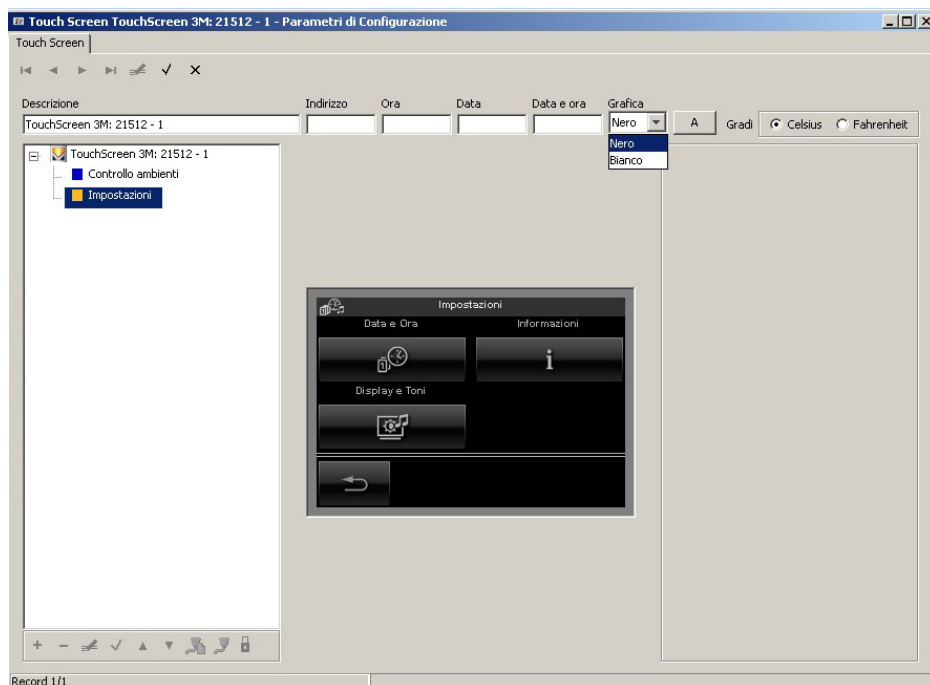 Touch Screen TouchScreen 3M: 21512 - 1 - Parametri di Configurazione
Touch Screen
Descrizione Indirizzo Ora Data Data e ora Grafica
TouchScreen 3M: 21512 - 1 Nero A Gradi Celsius Fahrenheit
Nero
Bianco
TouchScreen 3M: 21512 - 1
Controllo ambienti
Impostazioni
Impostazioni
Data e Ora Informazioni
i
Display e Toni
Record 1/1